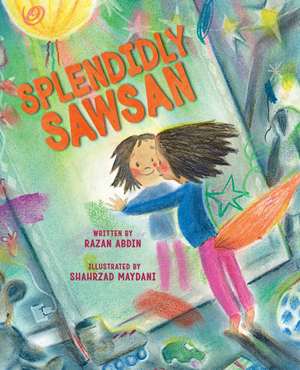 SPLENDIDLY
SAWSAN
WRITTEN BY
RAZAN ABDIN
ILLUSTRATED BY
SHAHRZAD MAYDANI